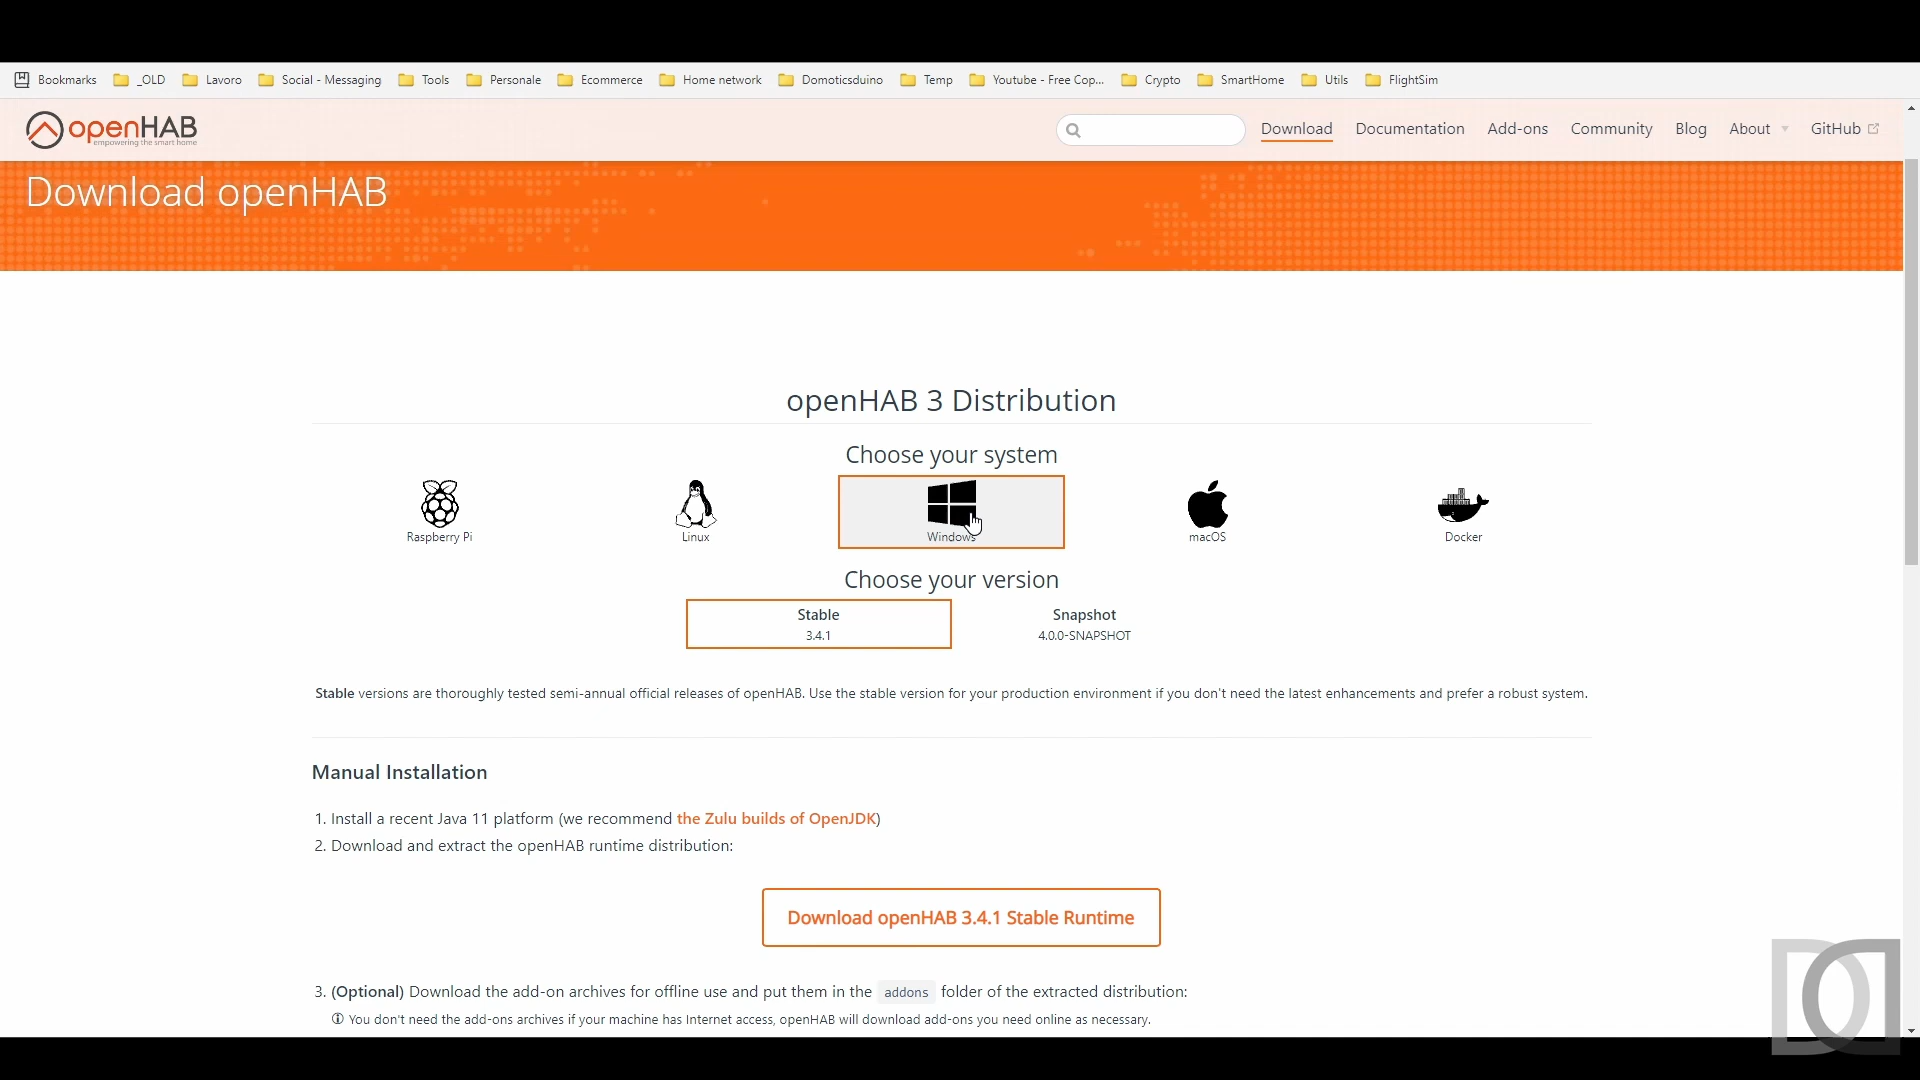 Bookmarks _OLD Lavoro Social - Messaging Tools Personale Ecommerce Home network Domoticsduino Temp Youtube - Free Cop... Crypto SmartHome Utils FlightSim
openHAB
empowering the smart home
Download Documentation Add-ons Community Blog About GitHub
Download openHAB
openHAB 3 Distribution
Choose your system
Raspberry Pi Linux Windows macOS Docker
Choose your version
Stable Snapshot
3.4.1 4.0.0-SNAPSHOT
Stable versions are thoroughly tested semi-annual official releases of openHAB. Use the stable version for your production environment if you don't need the latest enhancements and prefer a robust system.
Manual Installation
1. Install a recent Java 11 platform (we recommend the Zulu builds of OpenJDK)
2. Download and extract the openHAB runtime distribution:
Download openHAB 3.4.1 Stable Runtime
3. (Optional) Download the add-on archives for offline use and put them in the addons folder of the extracted distribution:
You don't need the add-ons archives if your machine has Internet access, openHAB will download add-ons you need online as necessary.
DD